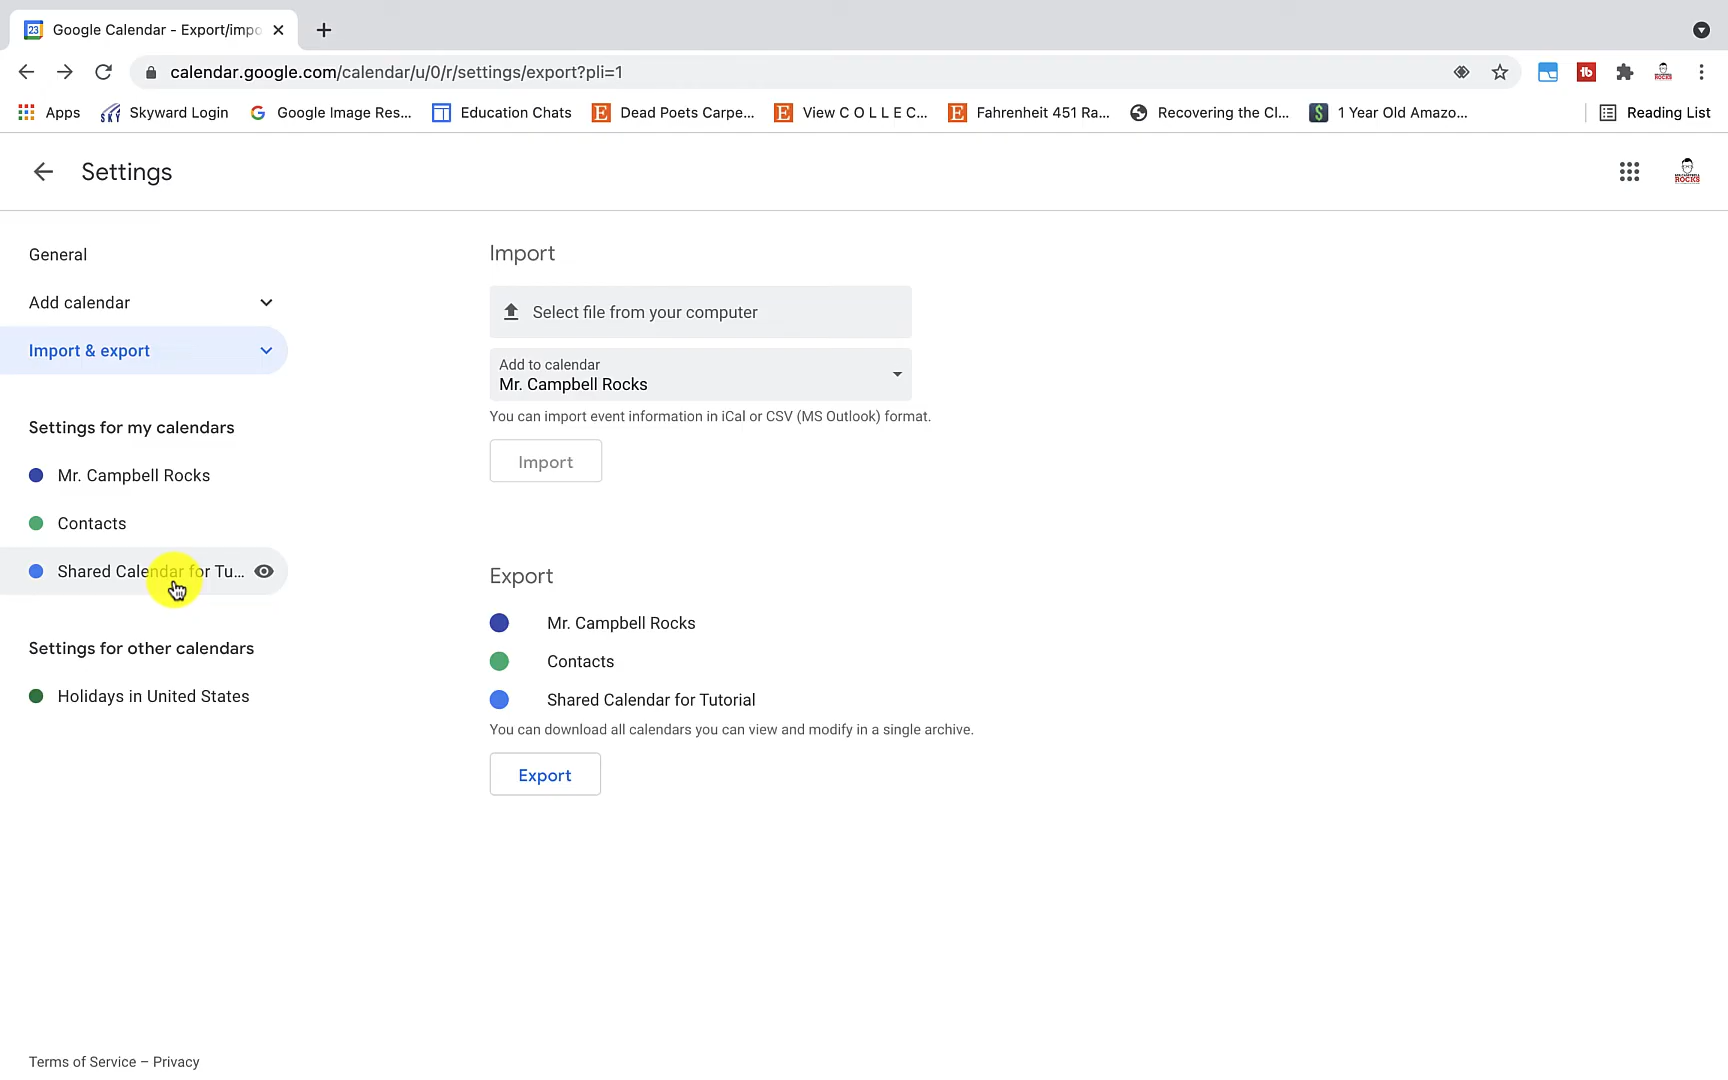 23 Google Calendar - Export/impo
calendar.google.com/calendar/u/0/r/settings/export?pli=1
tb
ROCKS
Apps Skyward Login G Google Image Res... Education Chats E Dead Poets Carpe... E View C O L L E C... E Fahrenheit 451 Ra... Recovering the Cl... $ 1 Year Old Amazo... Reading List
Settings
ROCKS
General
Add calendar
Import & export
Settings for my calendars
Mr. Campbell Rocks
Contacts
Shared Calendar for Tu...
Settings for other calendars
Holidays in United States
Import
Select file from your computer
Add to calendar
Mr. Campbell Rocks
You can import event information in iCal or CSV (MS Outlook) format.
Import
Export
Mr. Campbell Rocks
Contacts
Shared Calendar for Tutorial
You can download all calendars you can view and modify in a single archive.
Export
Terms of Service – Privacy